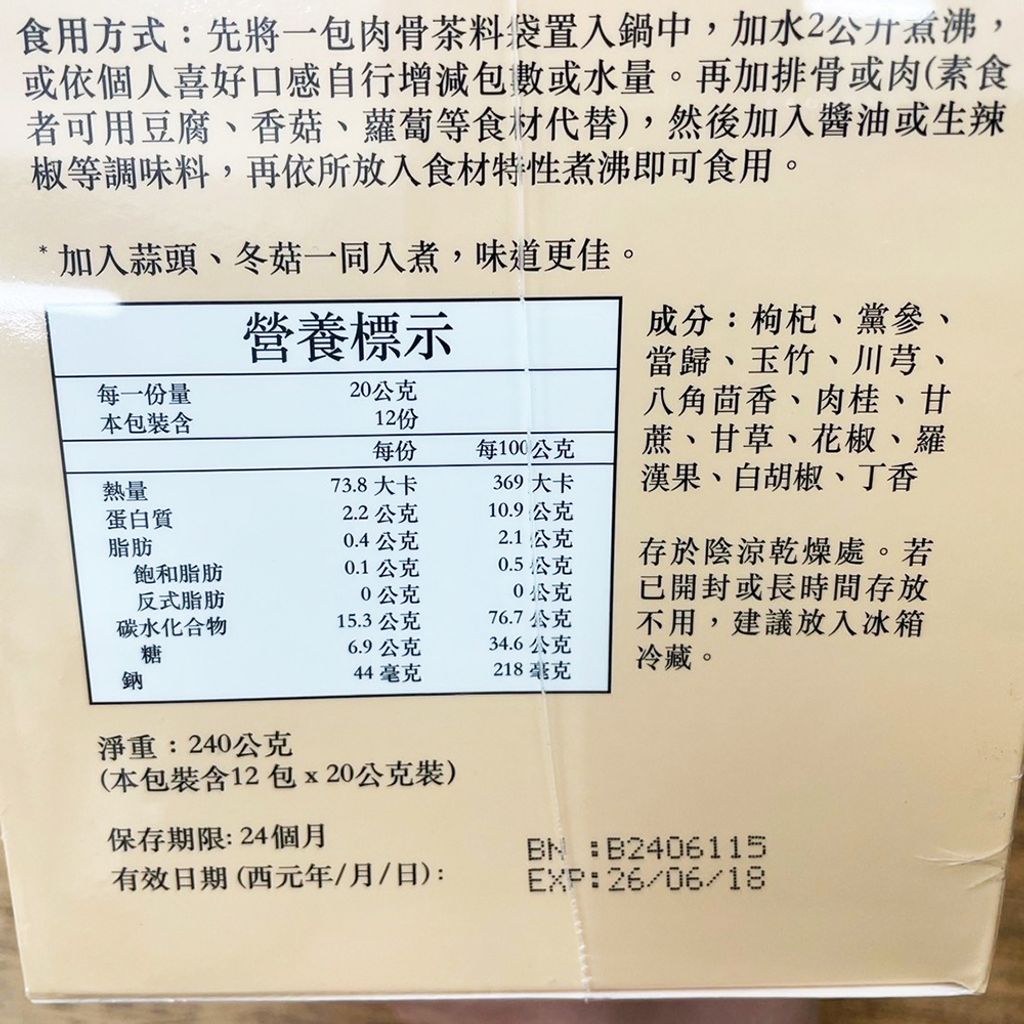 食用方式：先將一包肉骨茶料袋置入鍋中，加水2公升煮沸，
或依個人喜好口感自行增減包數或水量。再加排骨或肉(素食
者可用豆腐、香菇、蘿蔔等食材代替)，然後加入醬油或生辣
椒等調味料，再依所放入食材特性煮沸即可食用。
*加入蒜頭、冬菇一同入煮，味道更佳。
營養標示
每一份量 20公克
本包裝含 12份
每份 每100公克
熱量 73.8 大卡 369 大卡
蛋白質 2.2 公克 10.9 公克
脂肪 0.4 公克 2.1 公克
飽和脂肪 0.1 公克 0.5 公克
反式脂肪 0 公克 0 公克
碳水化合物 15.3 公克 76.7 公克
糖 6.9 公克 34.6 公克
鈉 44 毫克 218 毫克
成分：枸杞、黨參、
當歸、玉竹、川芎、
八角茴香、肉桂、甘
蔗、甘草、花椒、羅
漢果、白胡椒、丁香
存於陰涼乾燥處。若
已開封或長時間存放
不用，建議放入冰箱
冷藏。
淨重：240公克
(本包裝含12 包 x 20公克裝)
保存期限: 24個月
有效日期 (西元年/月/日):
BN :B2406115
EXP:26/06/18